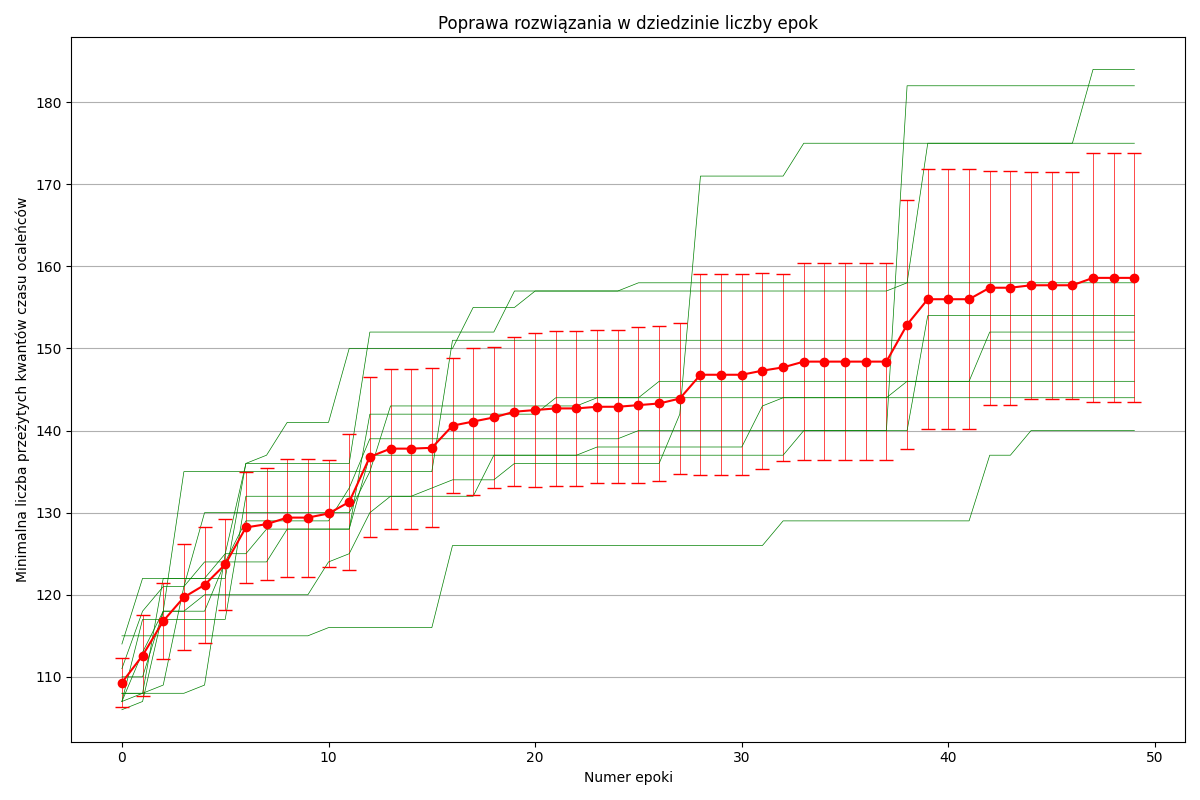 Poprawa rozwiązania w dziedzinie liczby epok
Minimalna liczba przeżytych kwantów czasu ocaleńców
180
170
160
150
140
130
120
110
0 10 20 30 40 50
Numer epoki